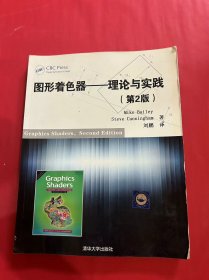 CRC Press
图形着色器——理论与实践
（第2版）
Mike Bailey
Steve Cunningham 著
刘鹏 译
Graphics Shaders, Second Edition
Graphics
Shaders
清华大学出版社